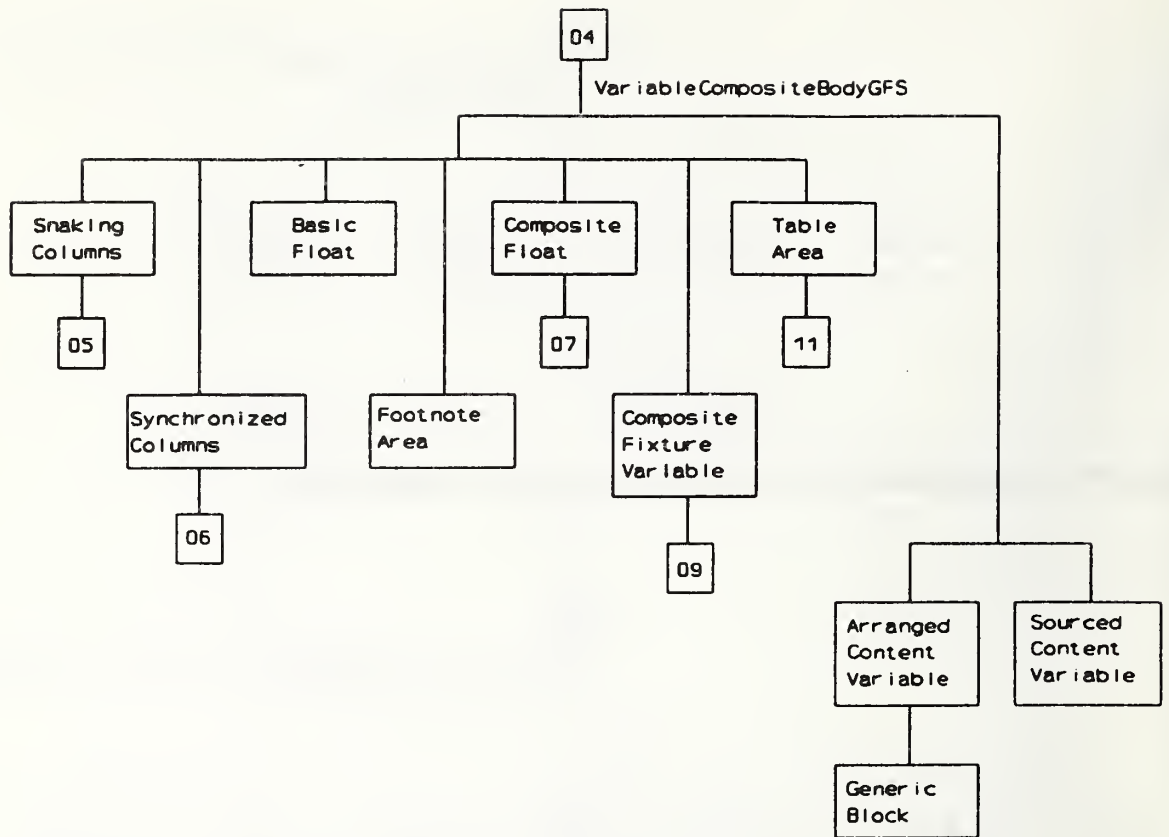 04
VariableCompositeBodyGFS
Snaking
Columns
Basic
Float
Composite
Float
Table
Area
05
07
11
Synchronized
Columns
Footnote
Area
Composite
Fixture
Variable
06
09
Arranged
Content
Variable
Sourced
Content
Variable
Generic
Block